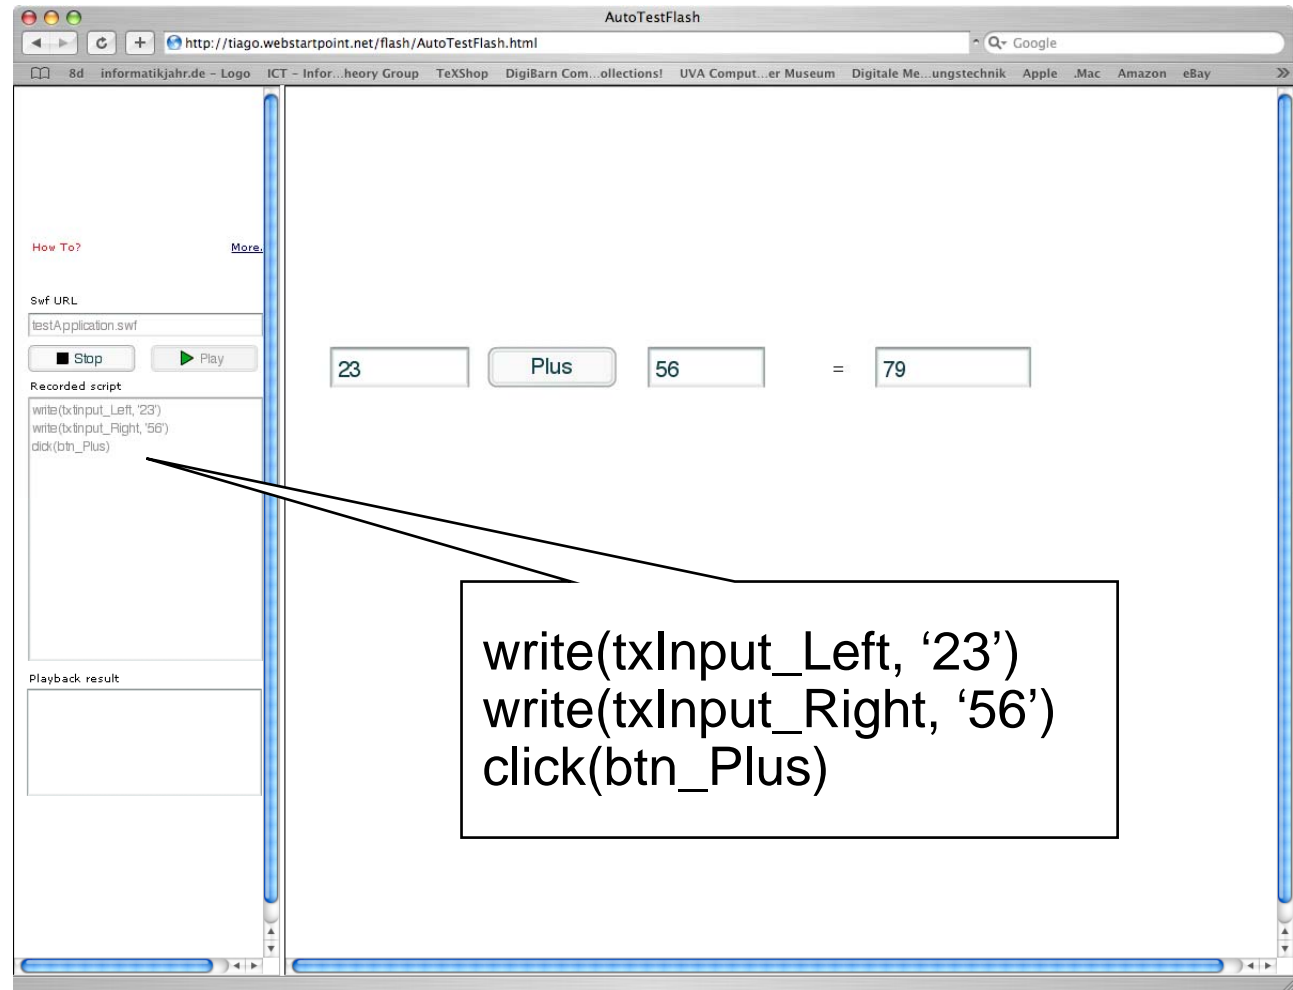 AutoTestFlash
http://tiago.webstartpoint.net/flash/AutoTestFlash.html
Google
8d informatikjahr.de – Logo ICT – Infor...heory Group TeXShop DigiBarn Com...ollections! UVA Comput...er Museum Digitale Me...ungstechnik Apple .Mac Amazon eBay
How To? More.
Swf URL
testApplication.swf
Stop Play
23 Plus 56 = 79
Recorded script
write(txtinput_Left, '23')
write(txtinput_Right, '56')
click(btn_Plus)
write(txInput_Left, ‘23’)
write(txInput_Right, ‘56’)
click(btn_Plus)
Playback result